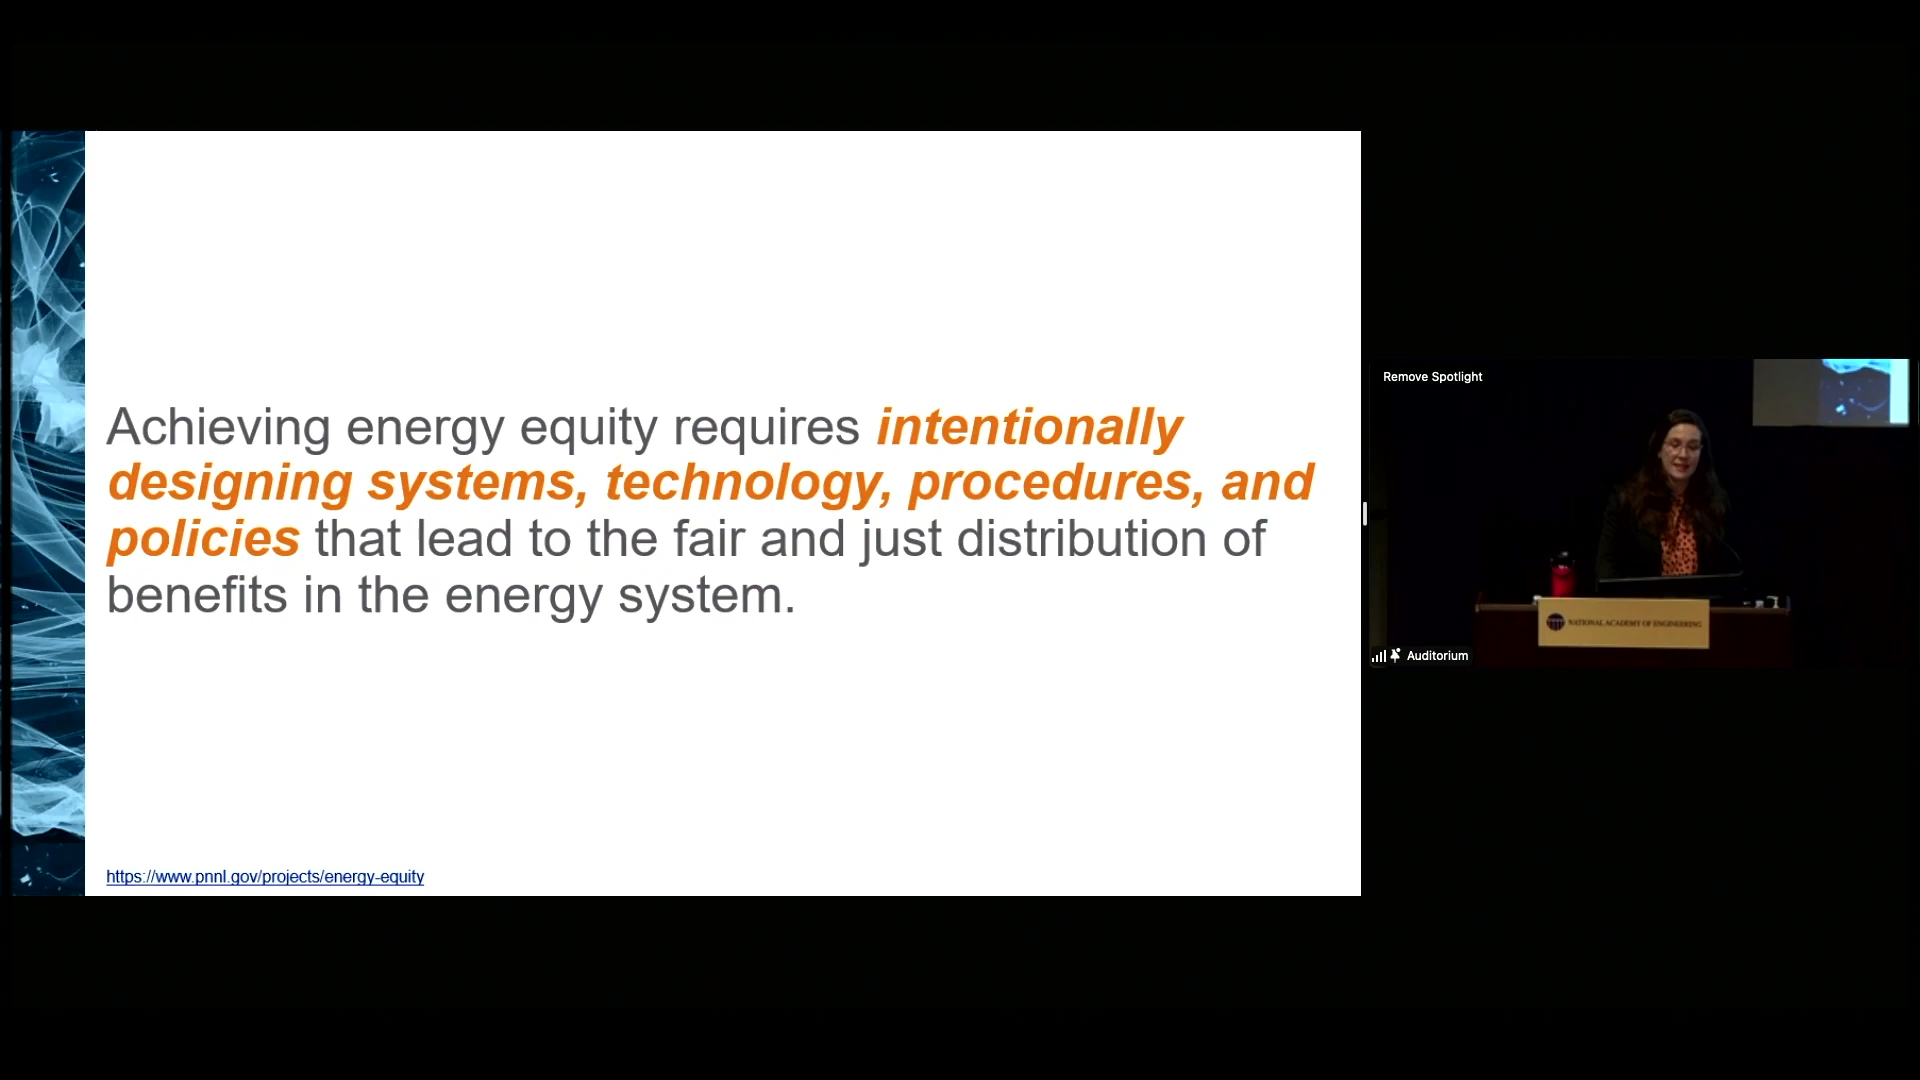 Achieving energy equity requires intentionally
designing systems, technology, procedures, and
policies that lead to the fair and just distribution of
benefits in the energy system.
https://www.pnnl.gov/projects/energy-equity
Remove Spotlight
NATIONAL ACADEMY OF ENGINEERING
Auditorium